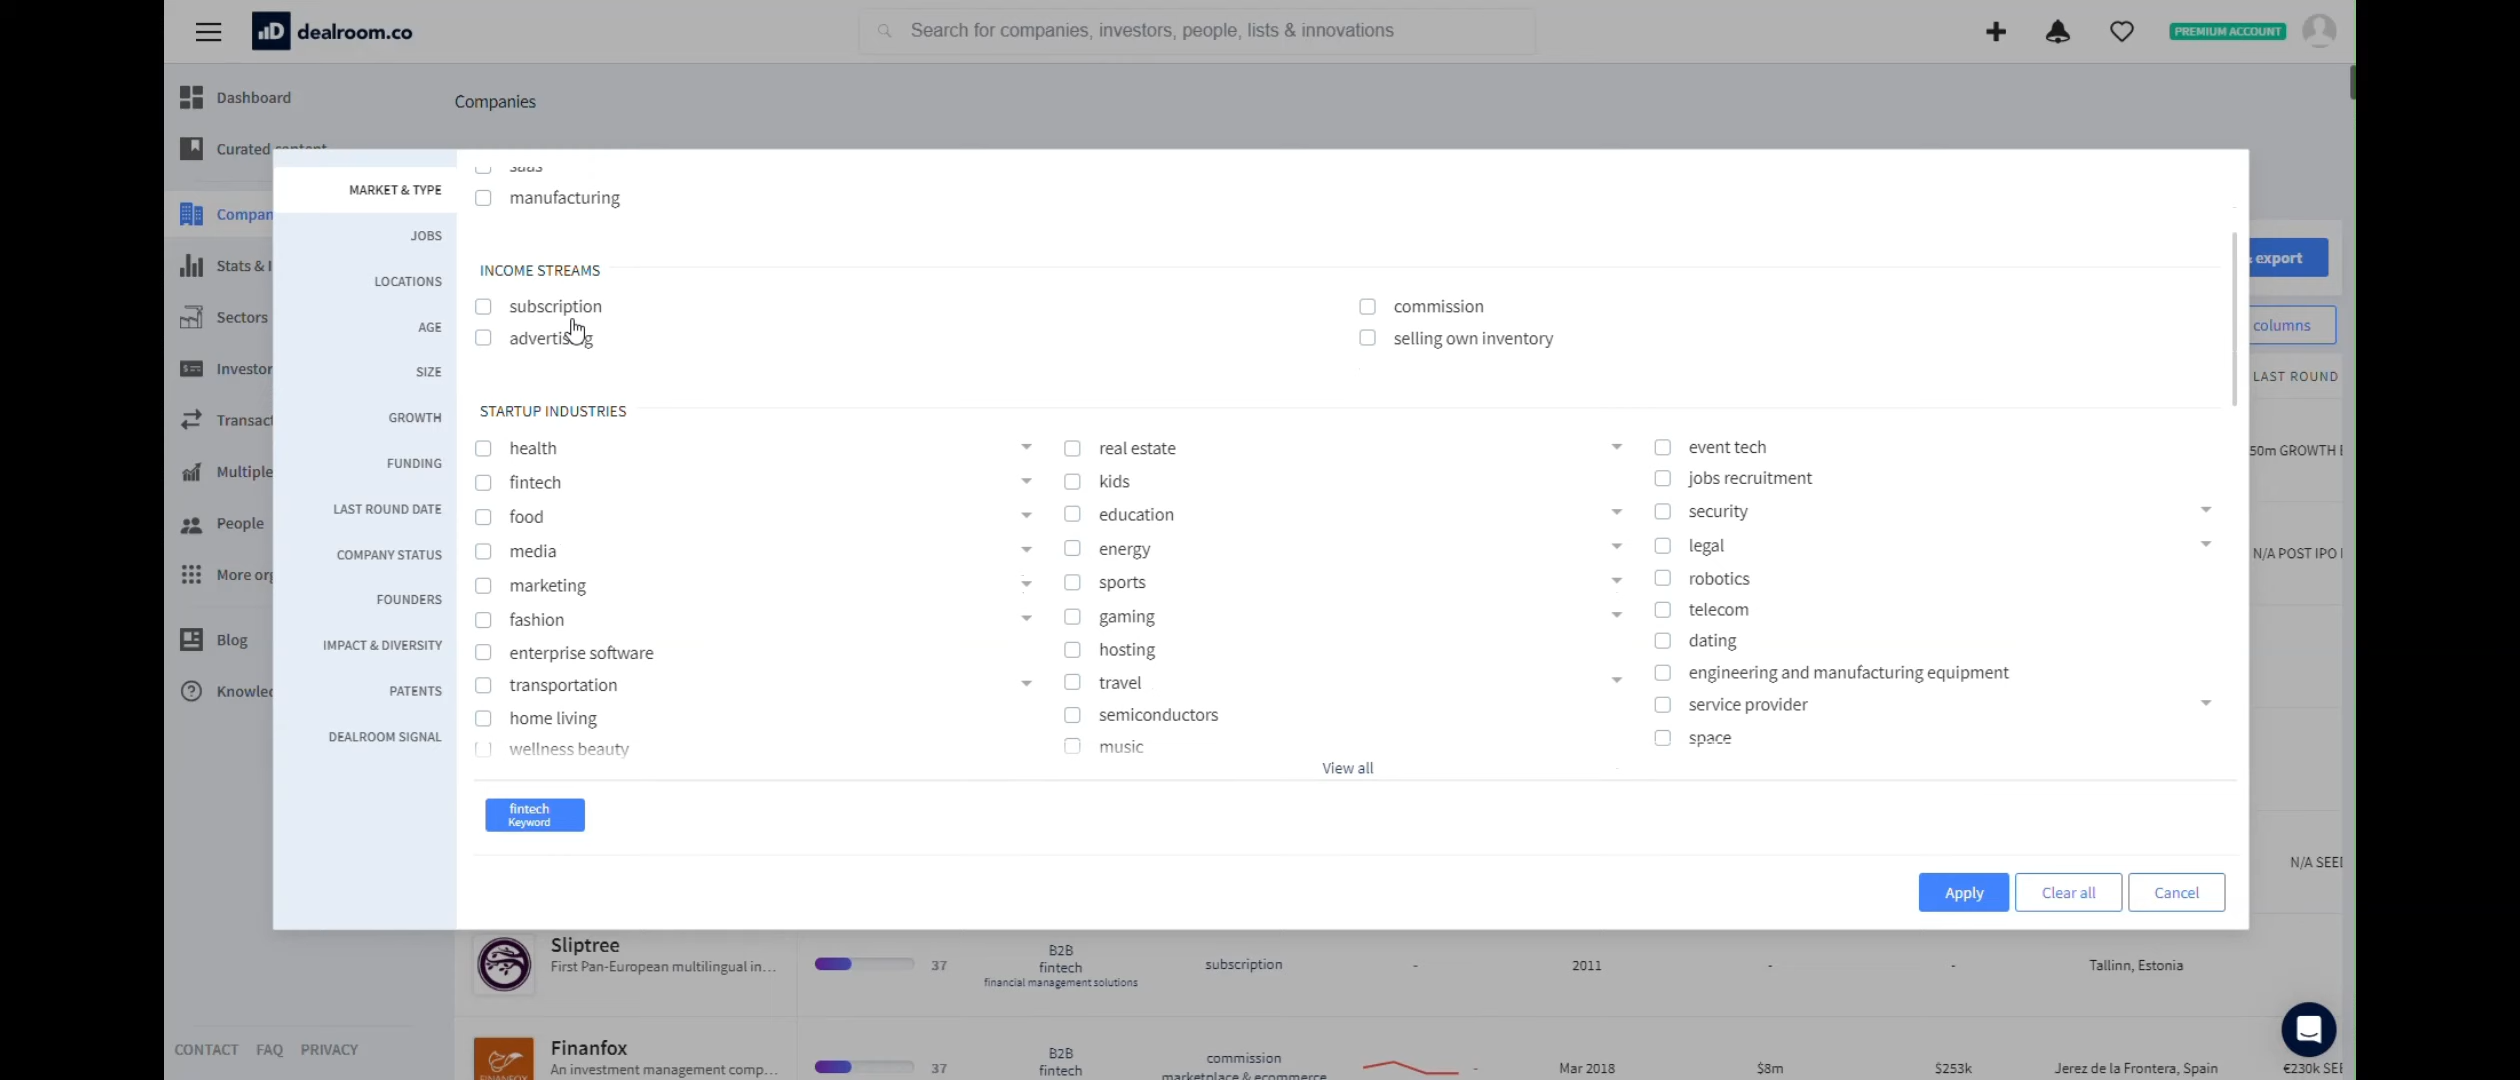 dealroom.co
Search for companies, investors, people, lists & innovations
PREMIUM ACCOUNT
Dashboard
Curated content
Compan
Stats & I
Sectors
Investor
Transact
Multiple
People
More org
Blog
Knowled
CONTACT FAQ PRIVACY
Companies
MARKET & TYPE
JOBS
LOCATIONS
AGE
SIZE
GROWTH
FUNDING
LAST ROUND DATE
COMPANY STATUS
FOUNDERS
IMPACT & DIVERSITY
PATENTS
DEALROOM SIGNAL
saas
manufacturing
INCOME STREAMS
subscription
advertising
commission
selling own inventory
STARTUP INDUSTRIES
health
fintech
food
media
marketing
fashion
enterprise software
transportation
home living
wellness beauty
real estate
kids
education
energy
sports
gaming
hosting
travel
semiconductors
music
event tech
jobs recruitment
security
legal
robotics
telecom
dating
engineering and manufacturing equipment
service provider
space
View all
fintech
Keyword
Apply
Clear all
Cancel
export
columns
LAST ROUND
50m GROWTH E
N/A POST IPO
N/A SEED
Sliptree
First Pan-European multilingual in...
37
B2B
fintech
financial management solutions
subscription
-
2011
-
-
Tallinn, Estonia
Finanfox
An investment management comp...
FINANFOX
37
B2B
fintech
commission
marketplace & ecommerce
-
Mar 2018
$8m
$253k
Jerez de la Frontera, Spain
€230k SEE